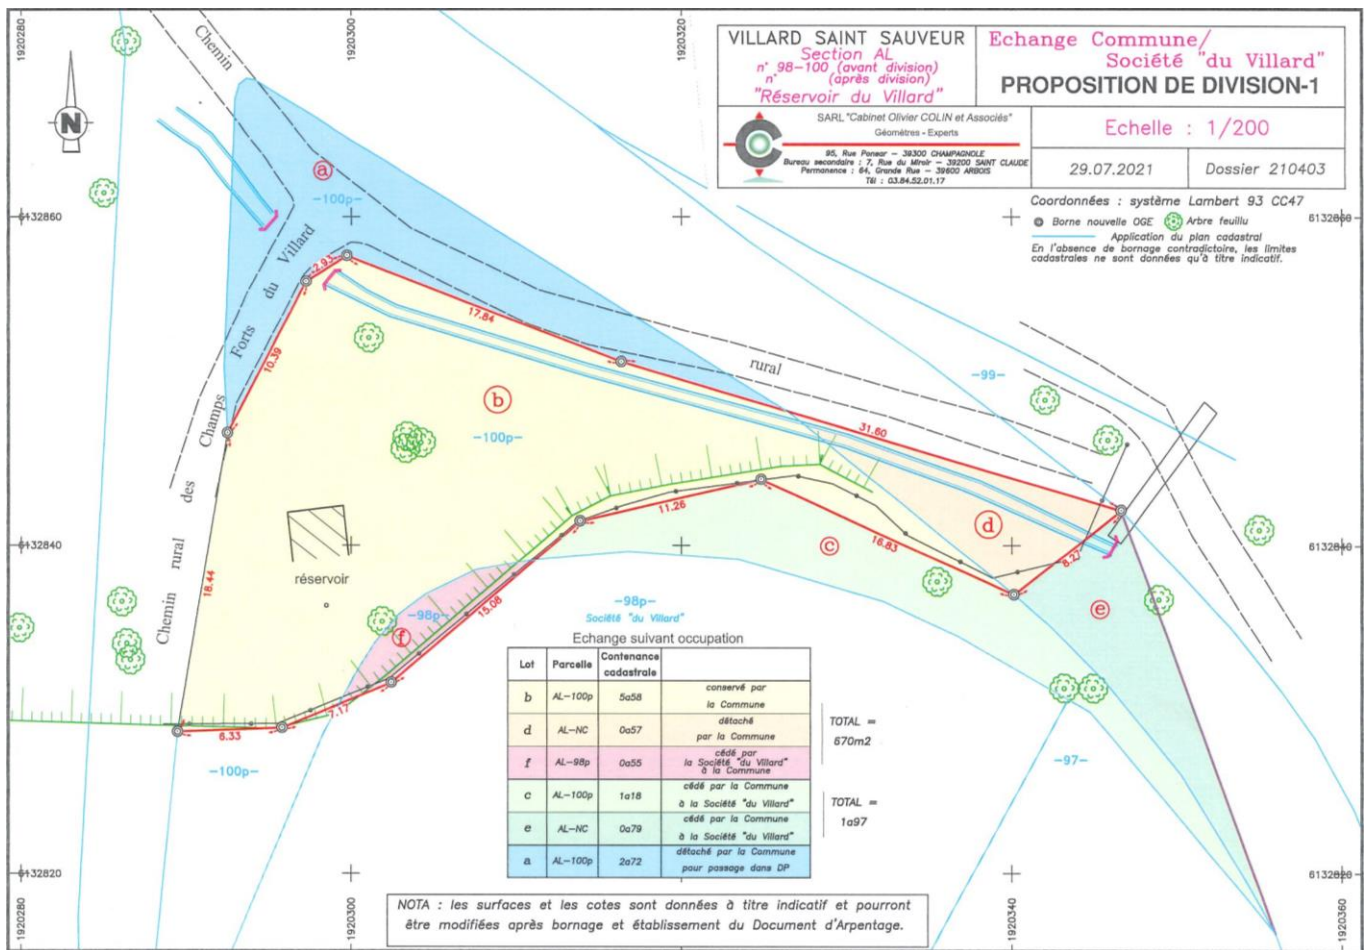 VILLARD SAINT SAUVEUR
Section AL
n° 98-100 (avant division)
n° (après division)
"Réservoir du Villard"
Echange Commune/
Société "du Villard"
PROPOSITION DE DIVISION-1
SARL "Cabinet Olivier COLIN et Associés"
Géomètres - Experts
95, Rue Ponsar - 39300 CHAMPAGNOLE
Bureau secondaire : 7, Rue du Miroir - 39200 SAINT CLAUDE
Permanence : 64, Grande Rue - 39600 ARBOIS
Tél : 03.84.52.01.17
Echelle : 1/200
29.07.2021
Dossier 210403
Coordonnées : système Lambert 93 CC47
Borne nouvelle OGE
Arbre feuillu
Application du plan cadastral
En l'absence de bornage contradictoire, les limites
cadastrales ne sont données qu'à titre indicatif.
1920280
1920300
1920320
N
Chemin
a
-100p-
6132860
6132860
du Villard
Forts
Champs
des
rural
Chemin
2.93
17.84
10.39
rural
-99-
b
-100p-
31.60
11.26
d
c
16.83
8.27
6132840
6132840
18.44
réservoir
-98p-
f
15.08
-98p-
Société "du Villard"
e
7.17
6.33
-100p-
-97-
Echange suivant occupation
Lot Parcelle Contenance
cadastrale
b AL-100p 5a58 conservé par
la Commune
d AL-NC 0a57 détaché
par la Commune
f AL-98p 0a55 cédé par
la Société "du Villard"
à la Commune
TOTAL =
670m2
c AL-100p 1a18 cédé par la Commune
à la Société "du Villard"
e AL-NC 0a79 cédé par la Commune
à la Société "du Villard"
TOTAL =
1a97
a AL-100p 2a72 détaché par la Commune
pour passage dans DP
6132820
6132820
NOTA : les surfaces et les cotes sont données à titre indicatif et pourront
être modifiées après bornage et établissement du Document d'Arpentage.
1920280
1920300
1920340
1920360